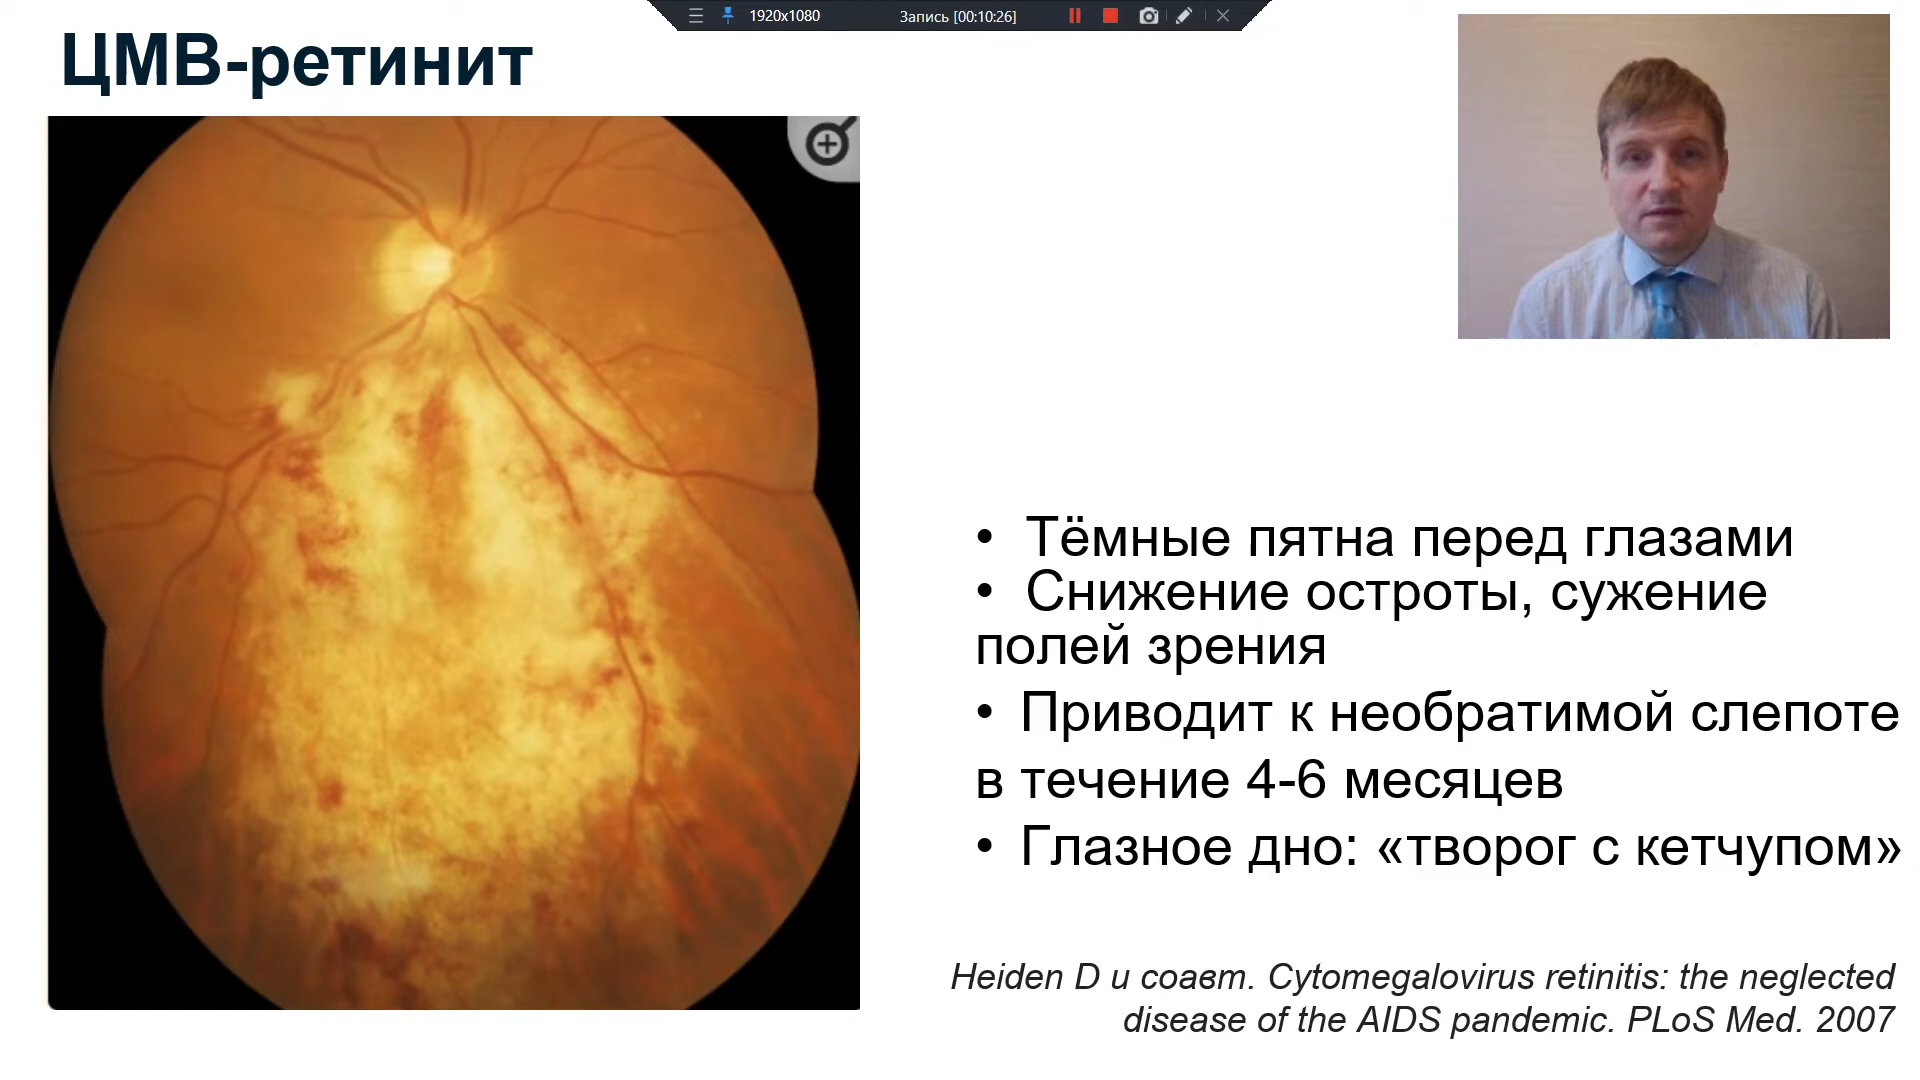 1920x1080
Запись [00:10:26]
ЦМВ-ретинит
• Тёмные пятна перед глазами
• Снижение остроты, сужение
полей зрения
• Приводит к необратимой слепоте
в течение 4-6 месяцев
• Глазное дно: «творог с кетчупом»
Heiden D и соавт. Cytomegalovirus retinitis: the neglected
disease of the AIDS pandemic. PLoS Med. 2007